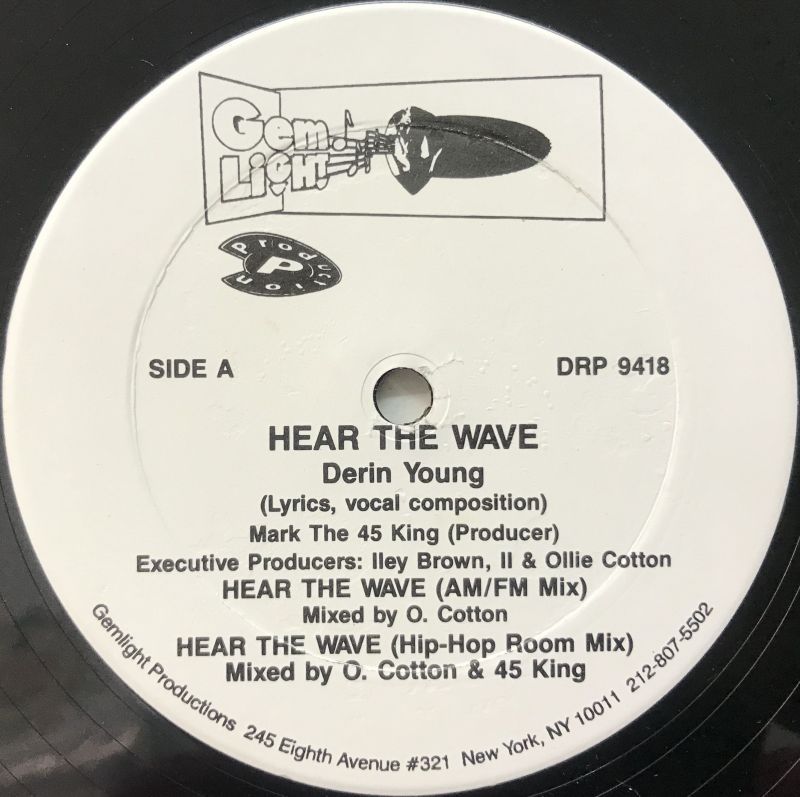 Gem
Light
Production
P
SIDE A
DRP 9418
HEAR THE WAVE
Derin Young
(Lyrics, vocal composition)
Mark The 45 King (Producer)
Executive Producers: Iley Brown, II & Ollie Cotton
HEAR THE WAVE (AM/FM Mix)
Mixed by O. Cotton
HEAR THE WAVE (Hip-Hop Room Mix)
Mixed by O. Cotton & 45 King
Gemlight Productions 245 Eighth Avenue #321 New York, NY 10011 212-807-5502